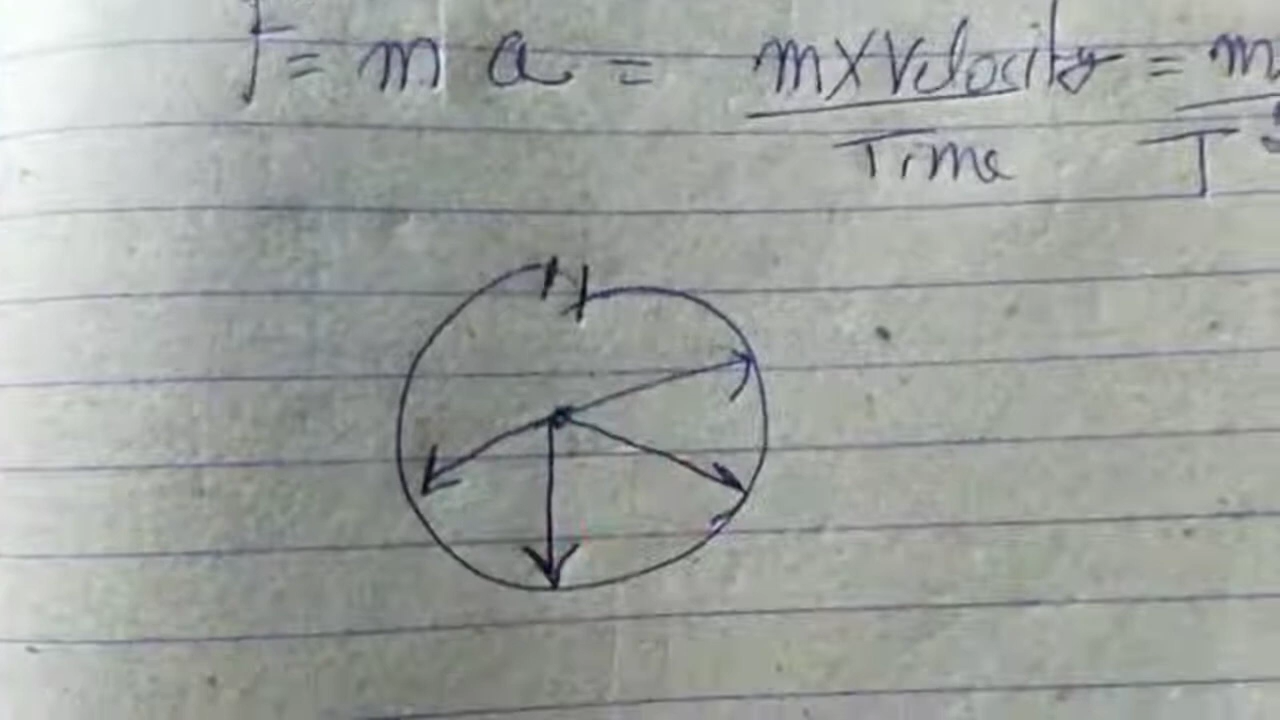 F = m a = m x Velocity / Time = m
T